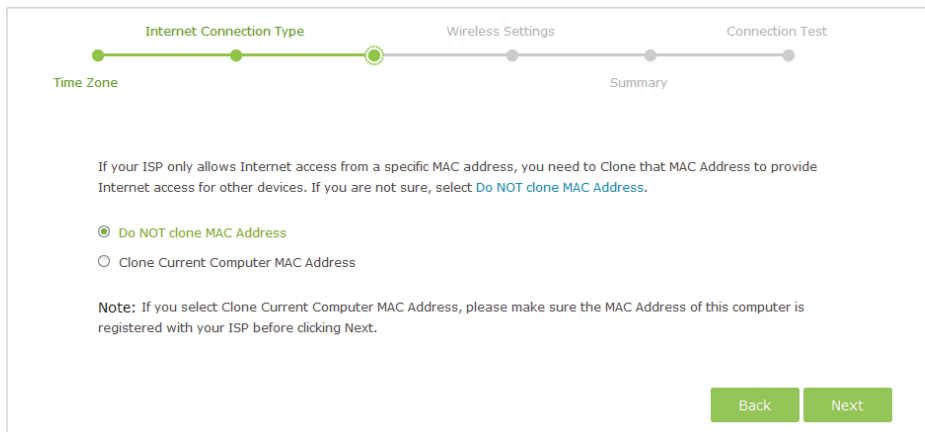 Internet Connection Type
Wireless Settings
Connection Test
Time Zone
Summary
If your ISP only allows Internet access from a specific MAC address, you need to Clone that MAC Address to provide
Internet access for other devices. If you are not sure, select Do NOT clone MAC Address.
Do NOT clone MAC Address
Clone Current Computer MAC Address
Note: If you select Clone Current Computer MAC Address, please make sure the MAC Address of this computer is
registered with your ISP before clicking Next.
Back
Next